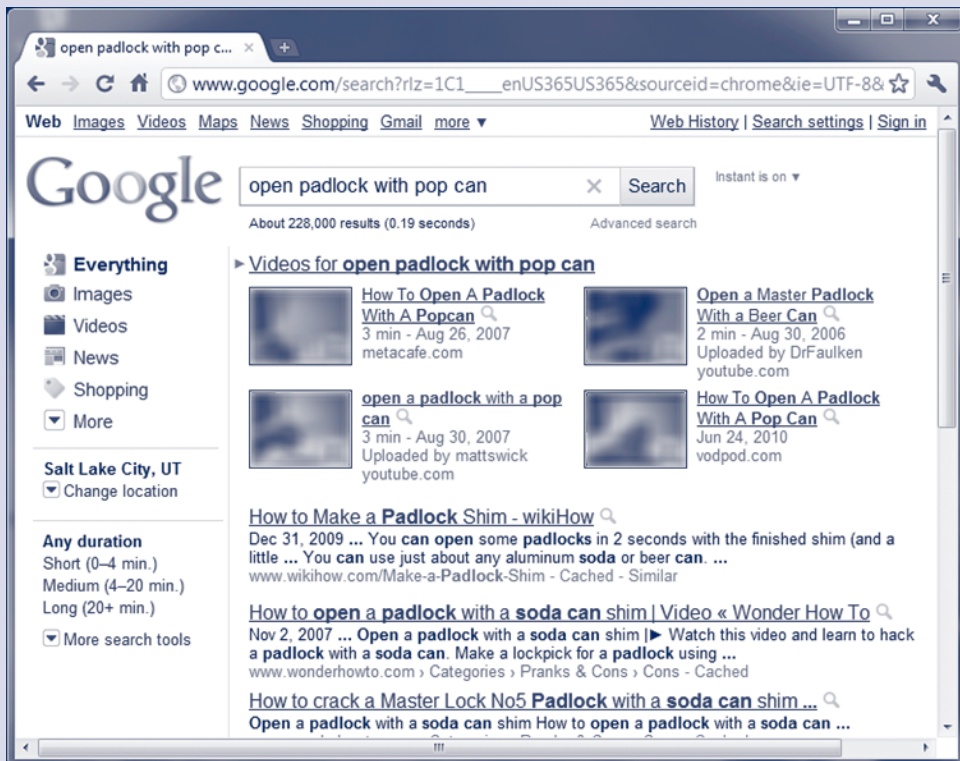 open padlock with pop c...
www.google.com/search?rlz=1C1____enUS365US365&sourceid=chrome&ie=UTF-8&
Web Images Videos Maps News Shopping Gmail more ▼ Web History | Search settings | Sign in
Google
open padlock with pop can
Search
Instant is on ▼
About 228,000 results (0.19 seconds)
Advanced search
Everything
Images
Videos
News
Shopping
More
Salt Lake City, UT
Change location
Any duration
Short (0–4 min.)
Medium (4–20 min.)
Long (20+ min.)
More search tools
Videos for open padlock with pop can
How To Open A Padlock
With A Popcan
3 min - Aug 26, 2007
metacafe.com
Open a Master Padlock
With a Beer Can
2 min - Aug 30, 2006
Uploaded by DrFaulken
youtube.com
open a padlock with a pop
can
3 min - Aug 30, 2007
Uploaded by mattswick
youtube.com
How To Open A Padlock
With A Pop Can
Jun 24, 2010
vodpod.com
How to Make a Padlock Shim - wikiHow
Dec 31, 2009 ... You can open some padlocks in 2 seconds with the finished shim (and a
little ... You can use just about any aluminum soda or beer can. ...
www.wikihow.com/Make-a-Padlock-Shim - Cached - Similar
How to open a padlock with a soda can shim | Video « Wonder How To
Nov 2, 2007 ... Open a padlock with a soda can shim |► Watch this video and learn to hack
a padlock with a soda can. Make a lockpick for a padlock using ...
www.wonderhowto.com › Categories › Pranks & Cons › Cons - Cached
How to crack a Master Lock No5 Padlock with a soda can shim ...
Open a padlock with a soda can shim How to open a padlock with a soda can ...